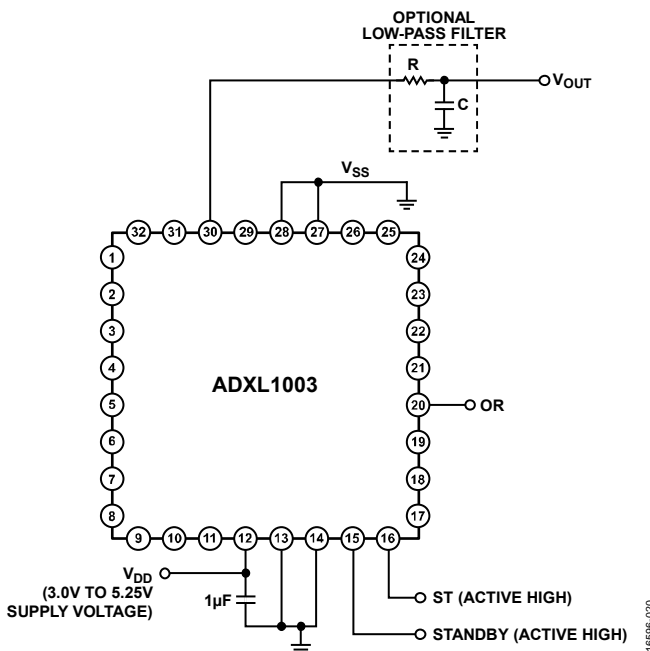 OPTIONAL
LOW-PASS FILTER
R
C
VOUT
VSS
32 31 30 29 28 27 26 25
1
2
3
4
5
6
7
8
24
23
22
21
20
19
18
17
ADXL1003
OR
9 10 11 12 13 14 15 16
VDD
(3.0V TO 5.25V
SUPPLY VOLTAGE)
1µF
ST (ACTIVE HIGH)
STANDBY (ACTIVE HIGH)
16596-020